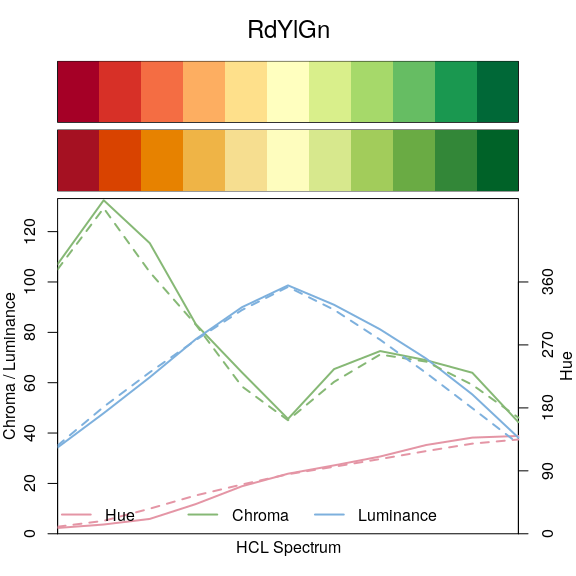 RdYlGn
Chroma / Luminance
0
20
40
60
80
100
120
0
90
180
270
360
Hue
Hue
Chroma
Luminance
HCL Spectrum